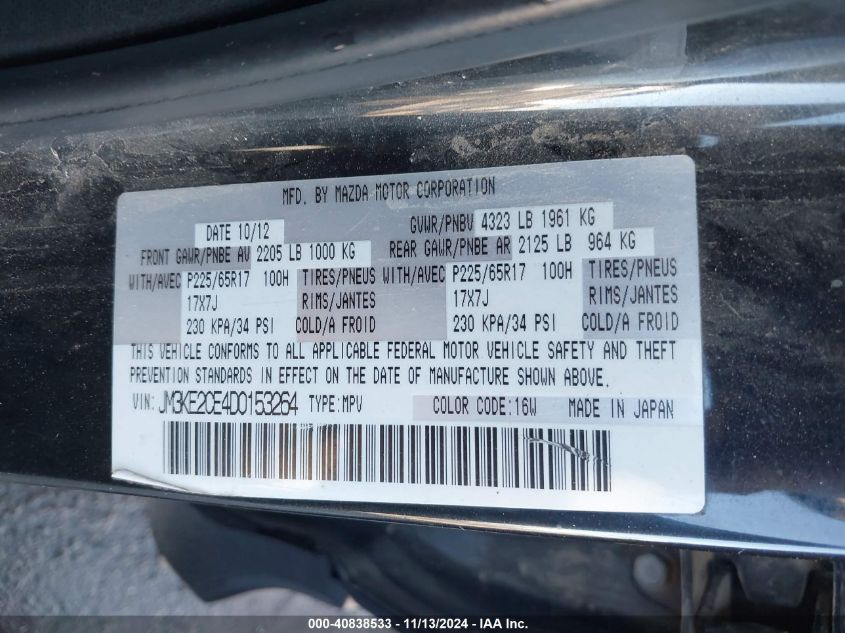 MFD. BY MAZDA MOTOR CORPORATION
DATE 10/12 GVWR/PNBV 4323 LB 1961 KG
FRONT GAWR/PNBE AV 2205 LB 1000 KG REAR GAWR/PNBE AR 2125 LB 964 KG
WITH/AVEC P225/65R17 100H TIRES/PNEUS WITH/AVEC P225/65R17 100H TIRES/PNEUS
17X7J RIMS/JANTES 17X7J RIMS/JANTES
230 KPA/34 PSI COLD/A FROID 230 KPA/34 PSI COLD/A FROID
THIS VEHICLE CONFORMS TO ALL APPLICABLE FEDERAL MOTOR VEHICLE SAFETY AND THEFT
PREVENTION STANDARDS IN EFFECT ON THE DATE OF MANUFACTURE SHOWN ABOVE.
VIN: JM3KE2CE4D0153264 TYPE:MPV COLOR CODE:16W MADE IN JAPAN
000-40838533 - 11/13/2024 - IAA Inc.